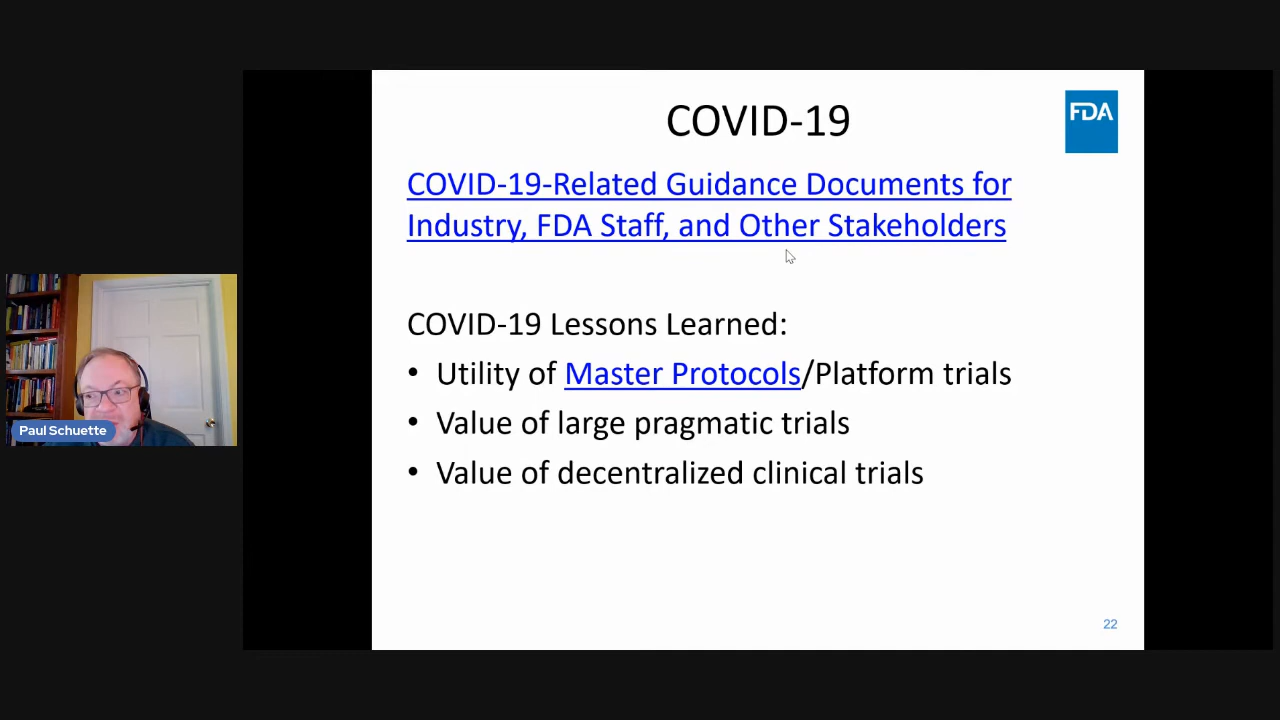 COVID-19
FDA
COVID-19-Related Guidance Documents for
Industry, FDA Staff, and Other Stakeholders
COVID-19 Lessons Learned:
• Utility of Master Protocols/Platform trials
• Value of large pragmatic trials
• Value of decentralized clinical trials
Paul Schuette
22